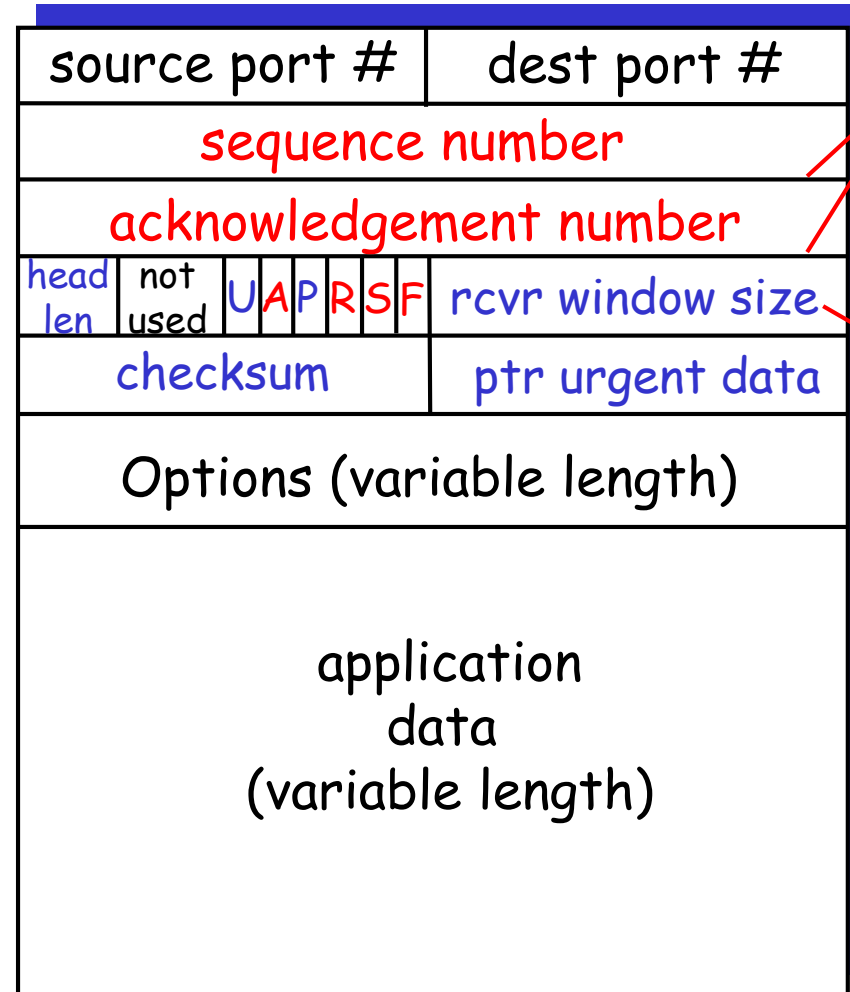 source port # dest port #
sequence number
acknowledgement number
head len not used U A P R S F rcvr window size
checksum ptr urgent data
Options (variable length)
application
data
(variable length)